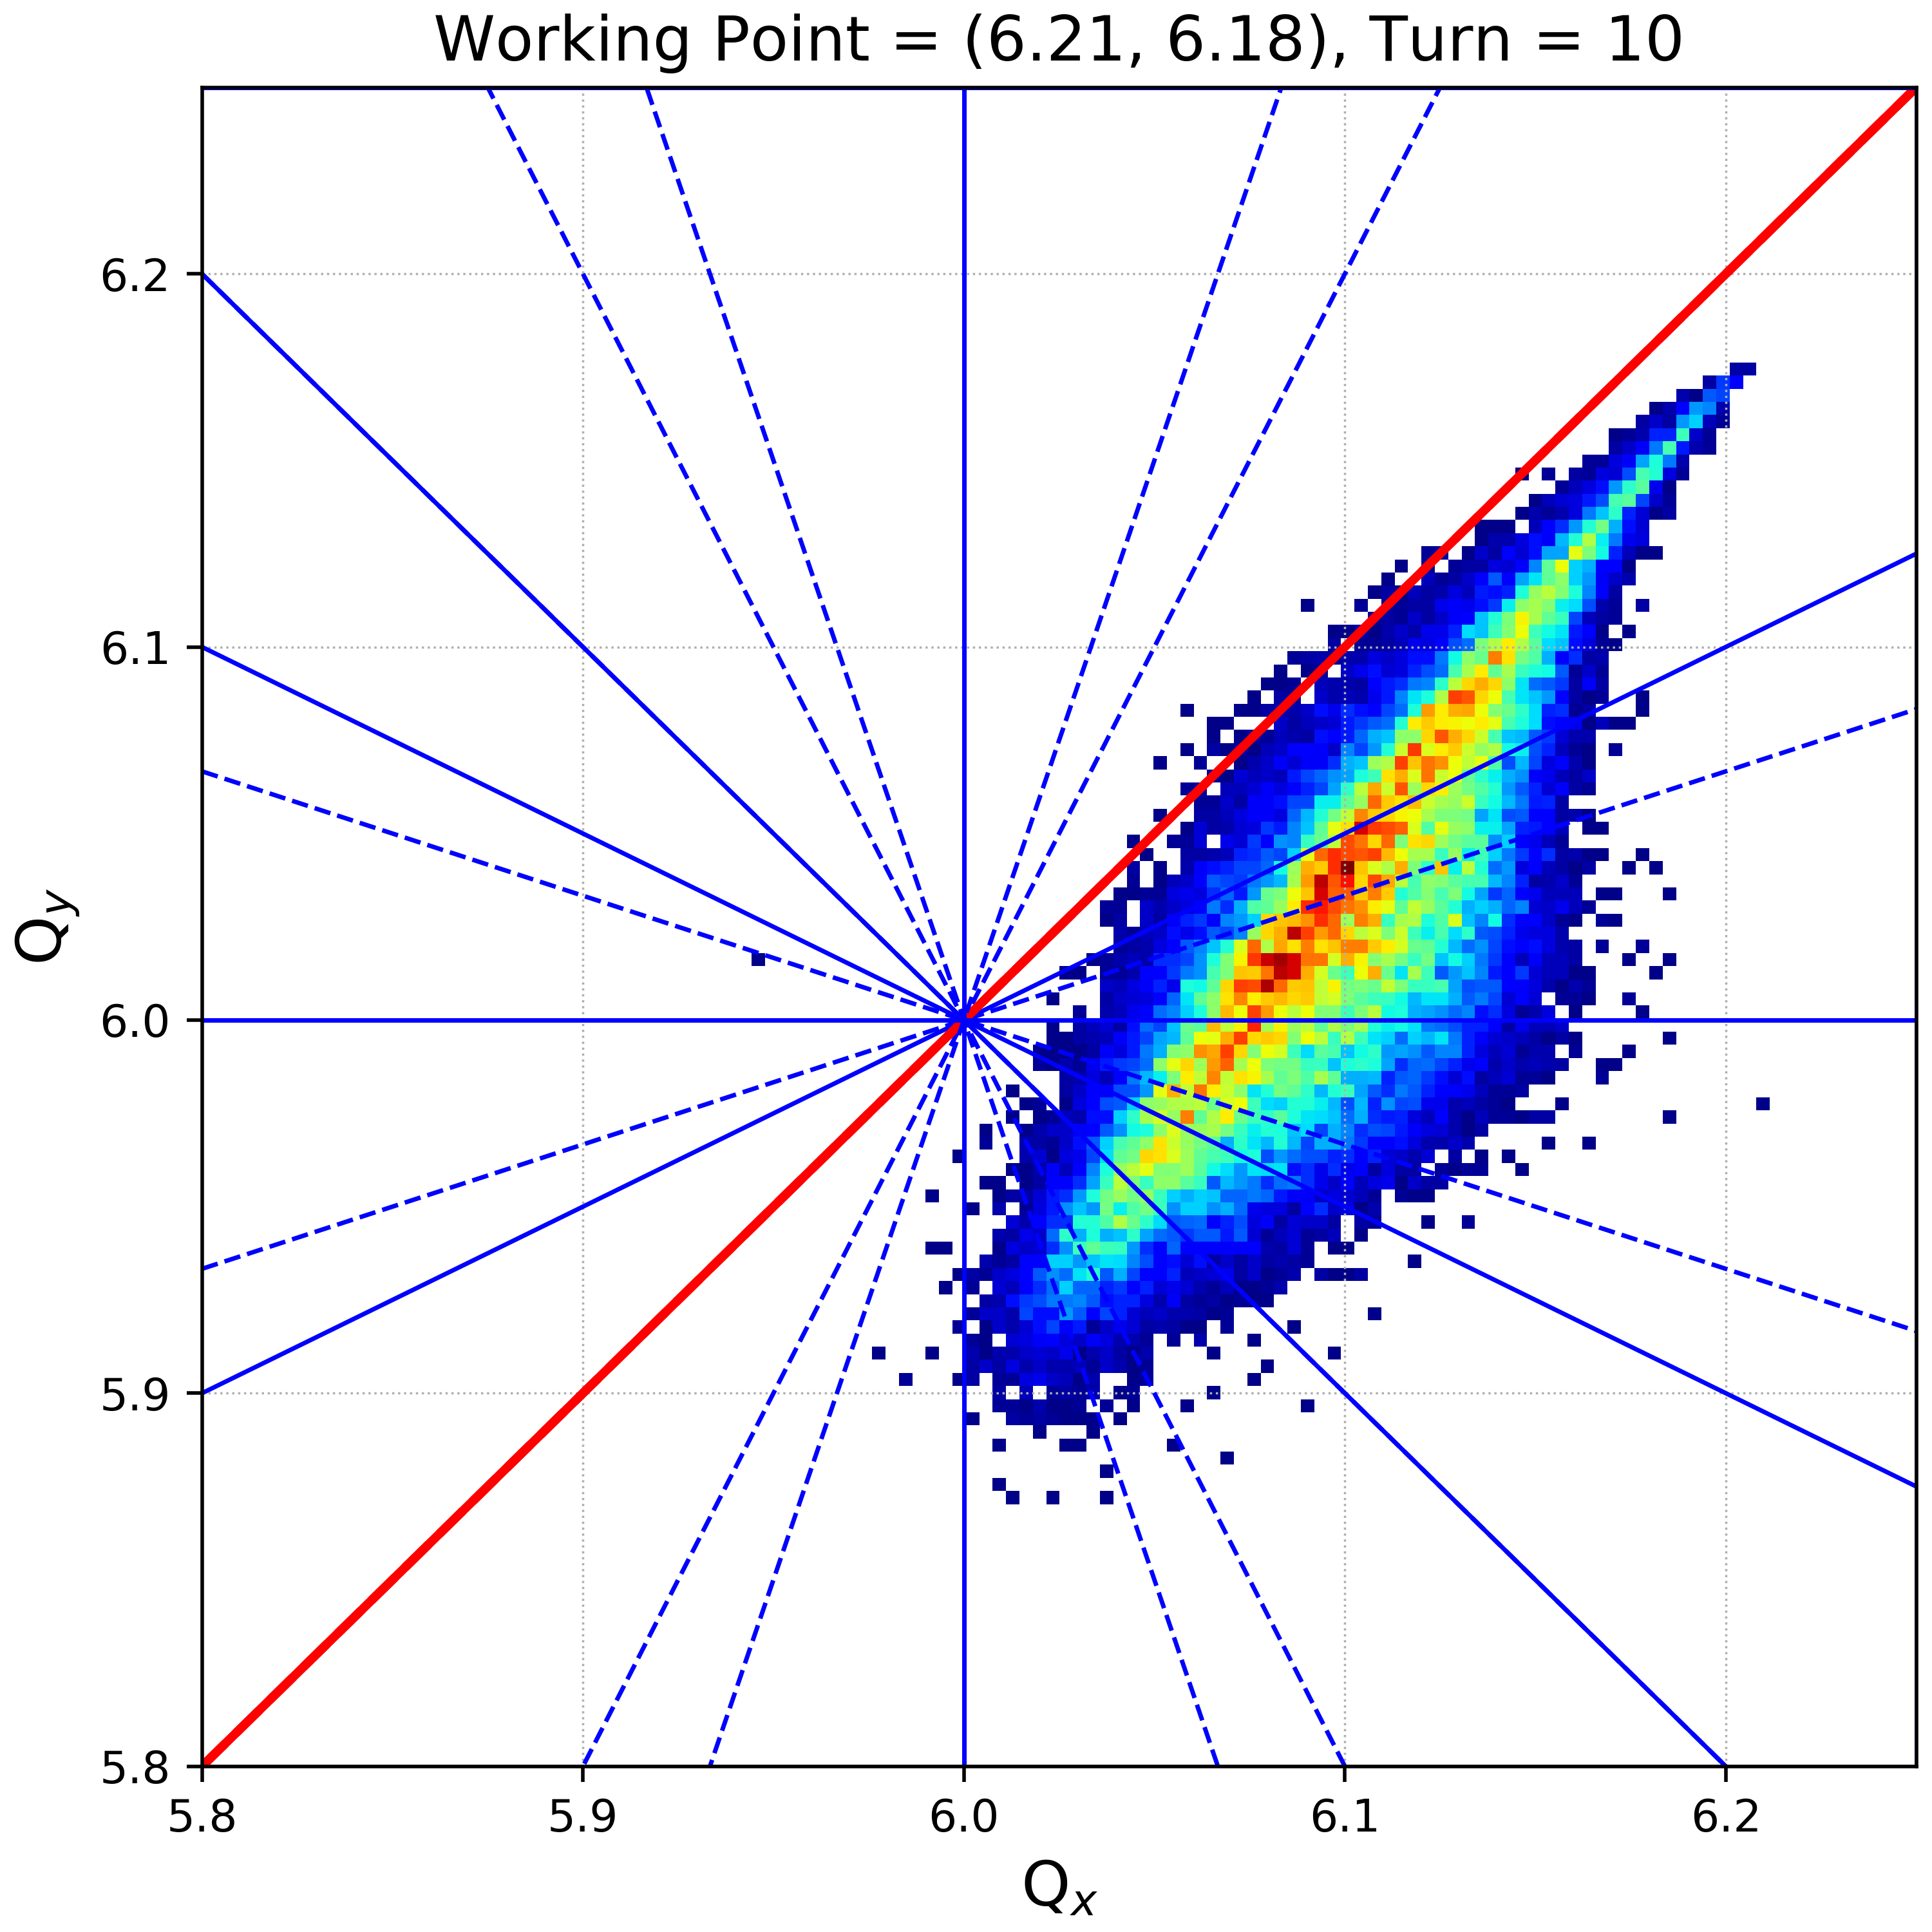 Working Point = (6.21, 6.18), Turn = 10
6.2
6.1
6.0
5.9
5.8
Qy
5.8 5.9 6.0 6.1 6.2
Qx